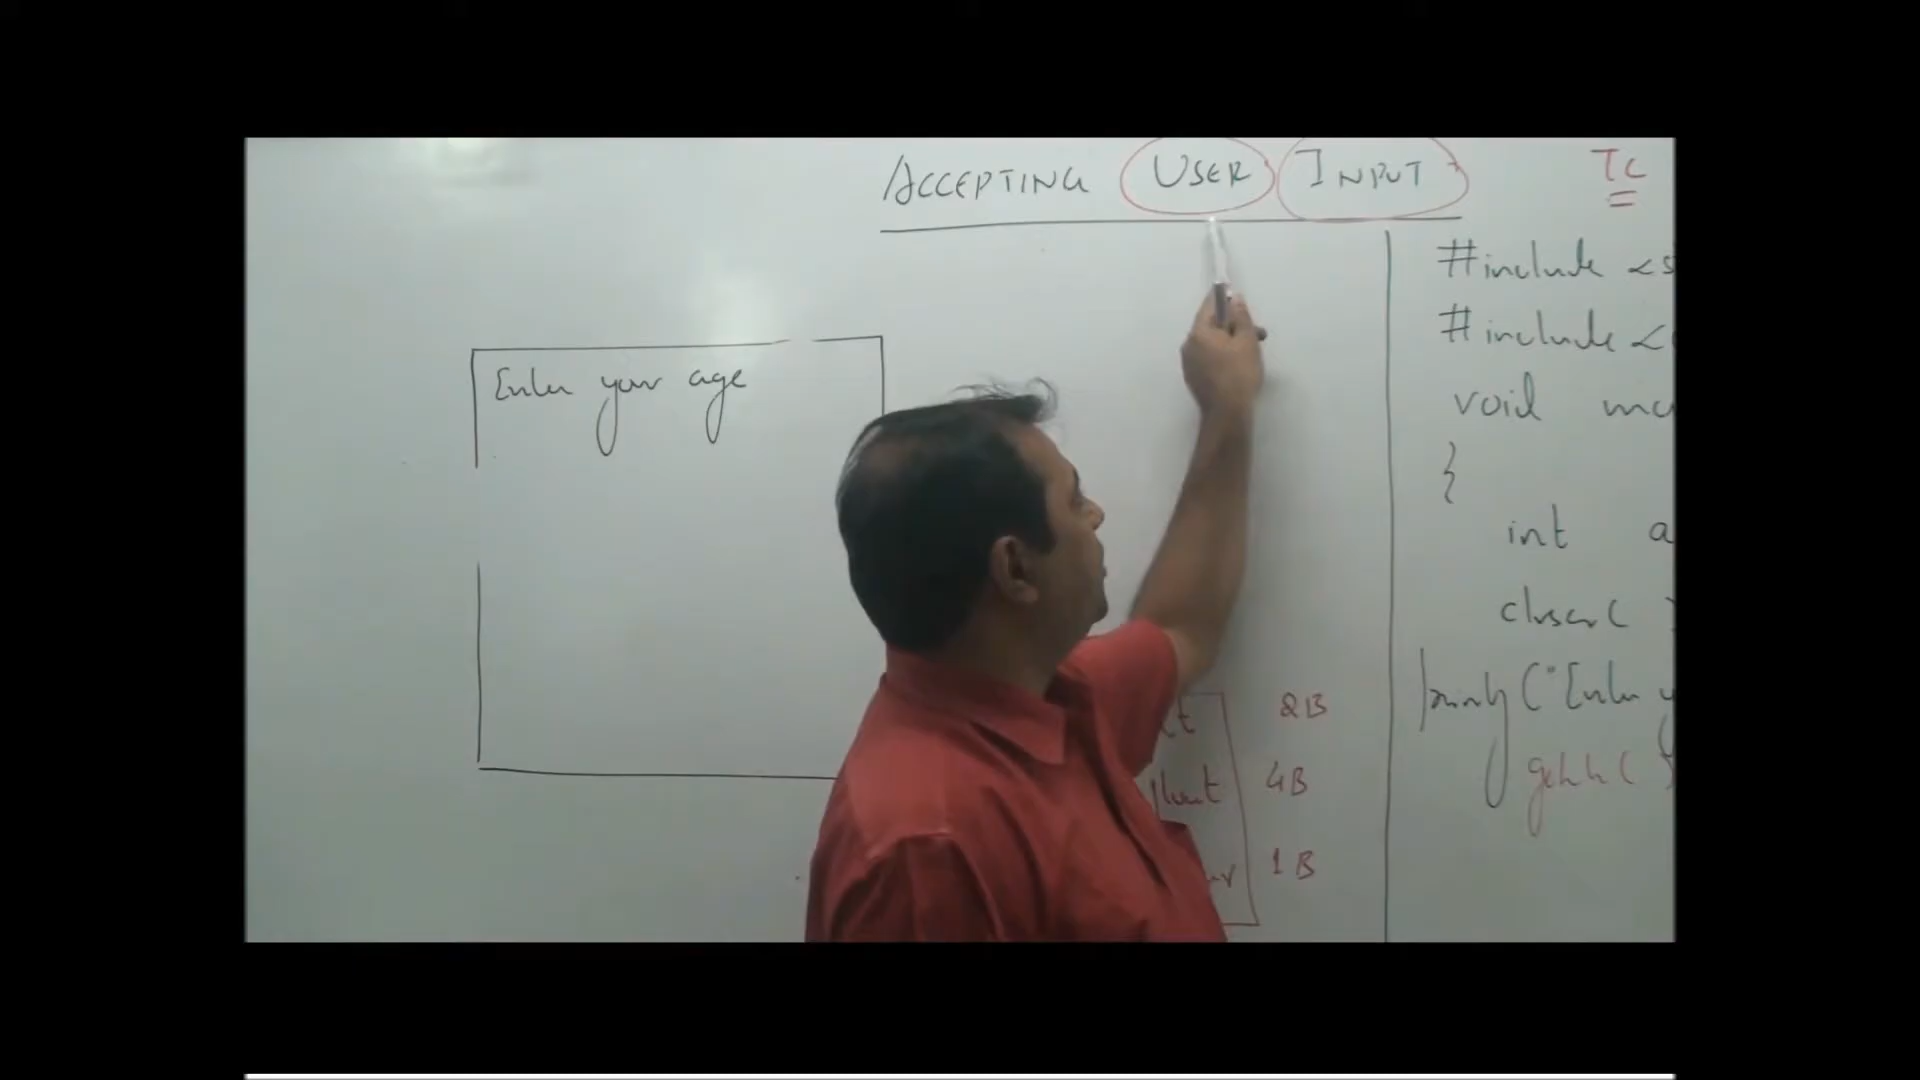 ACCEPTING USER INPUT
TC
Enter your age
#include <s
#include <
void ma
{
int a
clrscr( )
printf("Enter y
getch( )
2B
float 4B
1B